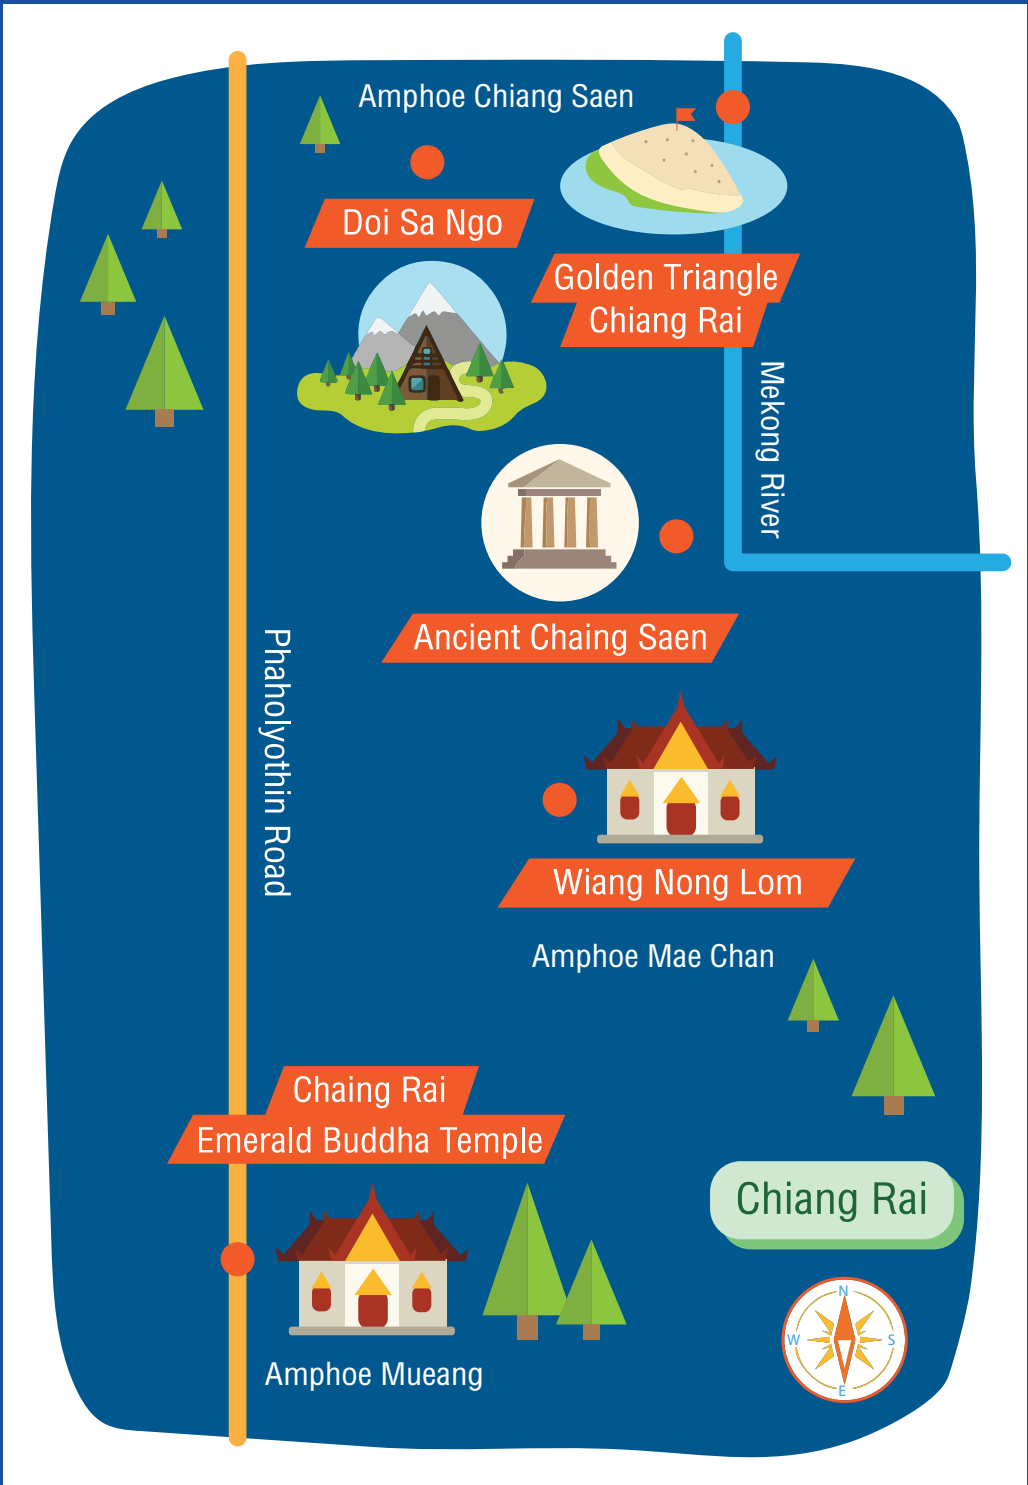 Amphoe Chiang Saen
Doi Sa Ngo
Golden Triangle
Chiang Rai
Mekong River
Ancient Chaing Saen
Phaholyothin Road
Wiang Nong Lom
Amphoe Mae Chan
Chaing Rai
Emerald Buddha Temple
Chiang Rai
N
W
S
E
Amphoe Mueang